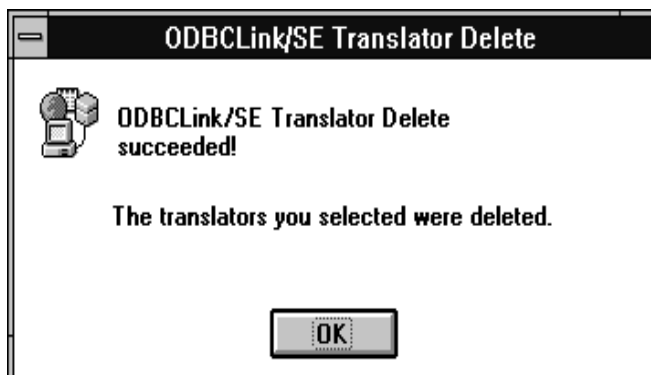 ODBCLink/SE Translator Delete
ODBCLink/SE Translator Delete
succeeded!
The translators you selected were deleted.
OK